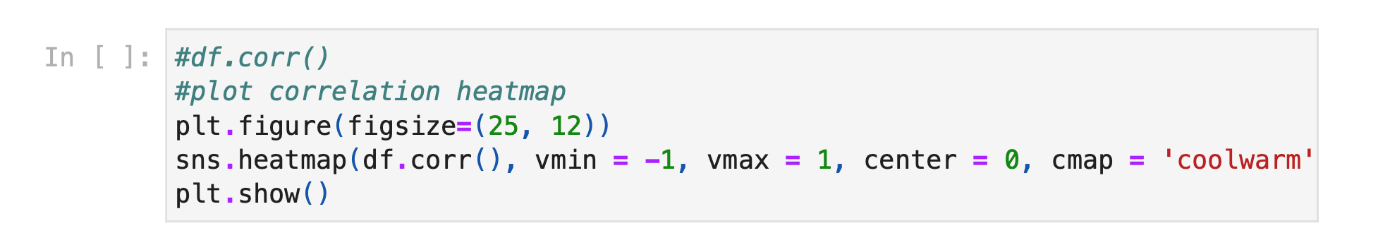 In [ ]:
#df.corr()
#plot correlation heatmap
plt.figure(figsize=(25, 12))
sns.heatmap(df.corr(), vmin = -1, vmax = 1, center = 0, cmap = 'coolwarm'
plt.show()